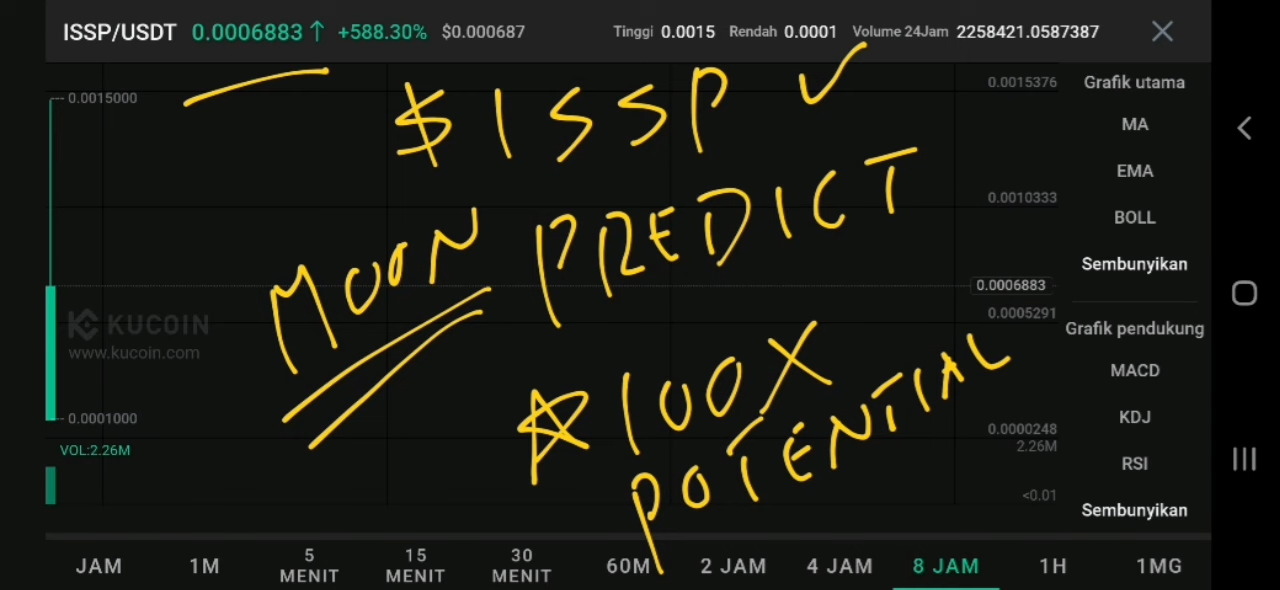 ISSP/USDT 0.0006883 ↑ +588.30% $0.000687 Tinggi 0.0015 Rendah 0.0001 Volume 24Jam 2258421.0587387
0.0015000
0.0015376
Grafik utama
$ISSP
MA
EMA
0.0010333
BOLL
MOON PREDICT
Sembunyikan
0.0006883
0.0005291
KUCOIN
www.kucoin.com
Grafik pendukung
MACD
100X
POTENTIAL
0.0001000
KDJ
0.0000248
VOL:2.26M
2.26M
RSI
<0.01
Sembunyikan
JAM 1M 5 MENIT 15 MENIT 30 MENIT 60M 2 JAM 4 JAM 8 JAM 1H 1MG